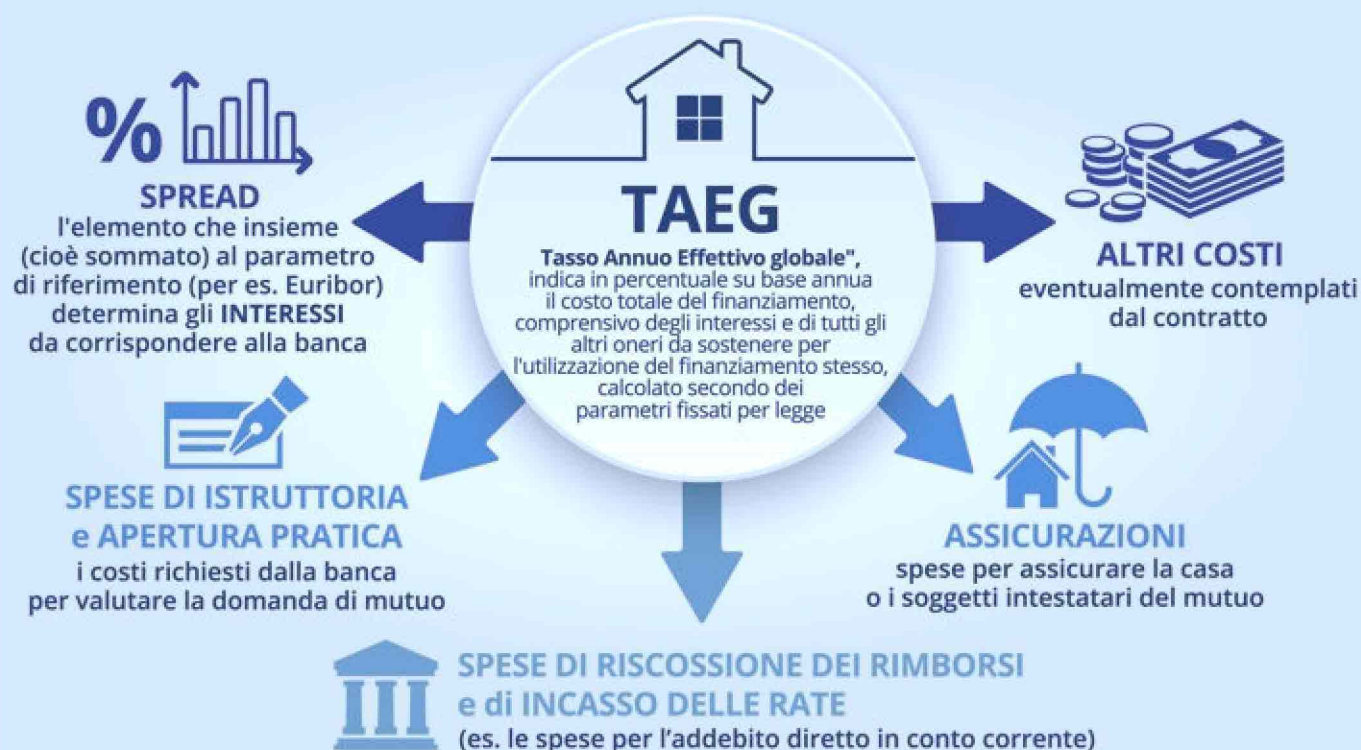 %
SPREAD
l'elemento che insieme
(cioè sommato) al parametro
di riferimento (per es. Euribor)
determina gli INTERESSI
da corrispondere alla banca
TAEG
Tasso Annuo Effettivo globale",
indica in percentuale su base annua
il costo totale del finanziamento,
comprensivo degli interessi e di tutti gli
altri oneri da sostenere per
l'utilizzazione del finanziamento stesso,
calcolato secondo dei
parametri fissati per legge
ALTRI COSTI
eventualmente contemplati
dal contratto
SPESE DI ISTRUTTORIA
e APERTURA PRATICA
i costi richiesti dalla banca
per valutare la domanda di mutuo
ASSICURAZIONI
spese per assicurare la casa
o i soggetti intestatari del mutuo
SPESE DI RISCOSSIONE DEI RIMBORSI
e di INCASSO DELLE RATE
(es. le spese per l'addebito diretto in conto corrente)